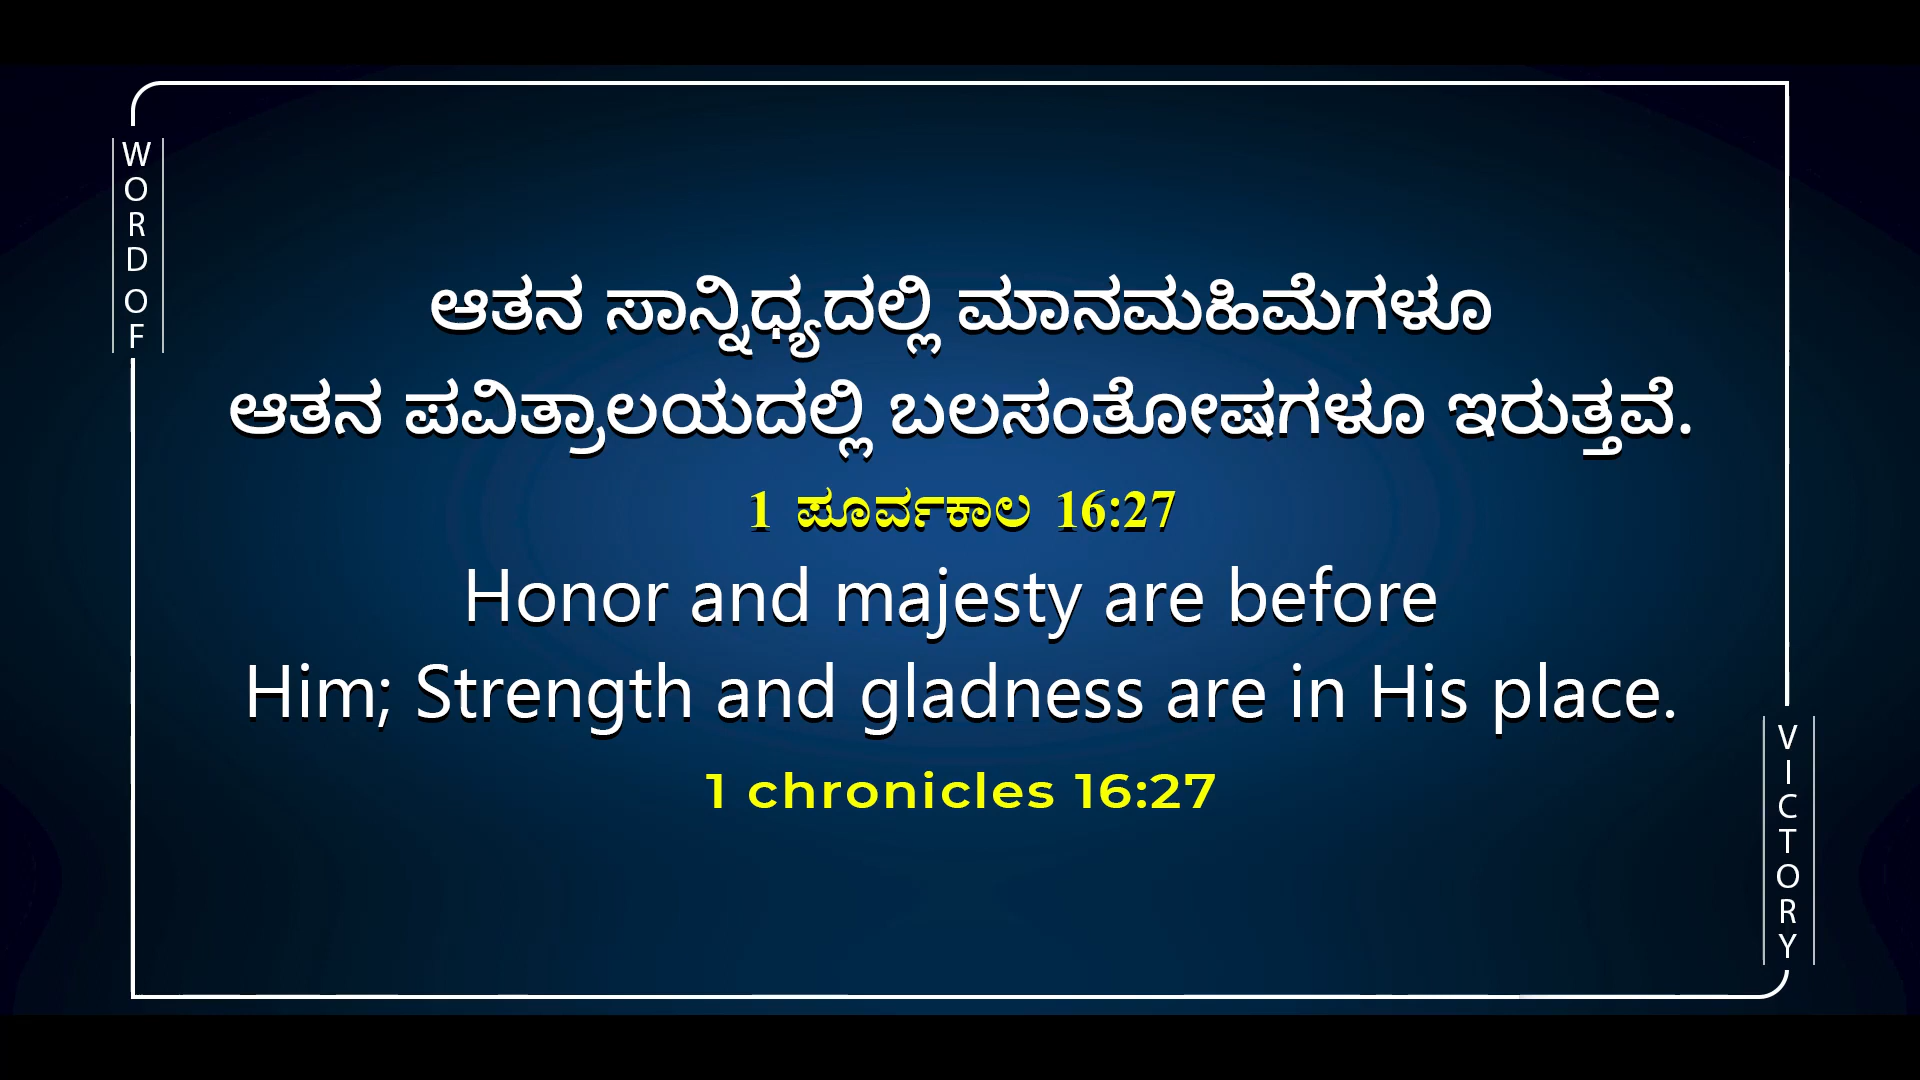 WORD OF
ಆತನ ಸಾನ್ನಿಧ್ಯದಲ್ಲಿ ಮಾನಮಹಿಮೆಗಳೂ
ಆತನ ಪವಿತ್ರಾಲಯದಲ್ಲಿ ಬಲಸಂತೋಷಗಳೂ ಇರುತ್ತವೆ.
1 ಪೂರ್ವಕಾಲ 16:27
Honor and majesty are before
Him; Strength and gladness are in His place.
1 chronicles 16:27
VICTORY